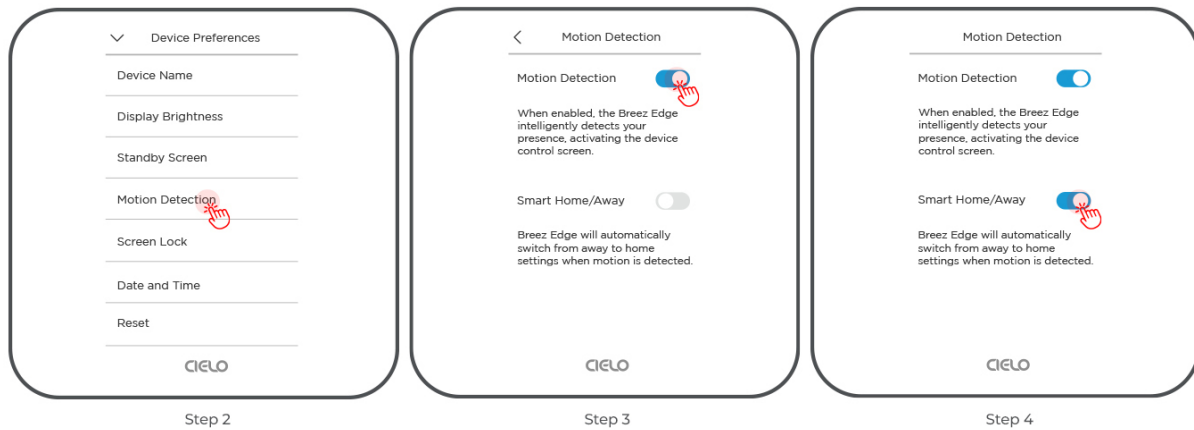 Device Preferences
Device Name
Display Brightness
Standby Screen
Motion Detection
Screen Lock
Date and Time
Reset
CIELO
Step 2
Motion Detection
Motion Detection
When enabled, the Breez Edge
intelligently detects your
presence, activating the device
control screen.
Smart Home/Away
Breez Edge will automatically
switch from away to home
settings when motion is detected.
CIELO
Step 3
Motion Detection
Motion Detection
When enabled, the Breez Edge
intelligently detects your
presence, activating the device
control screen.
Smart Home/Away
Breez Edge will automatically
switch from away to home
settings when motion is detected.
CIELO
Step 4